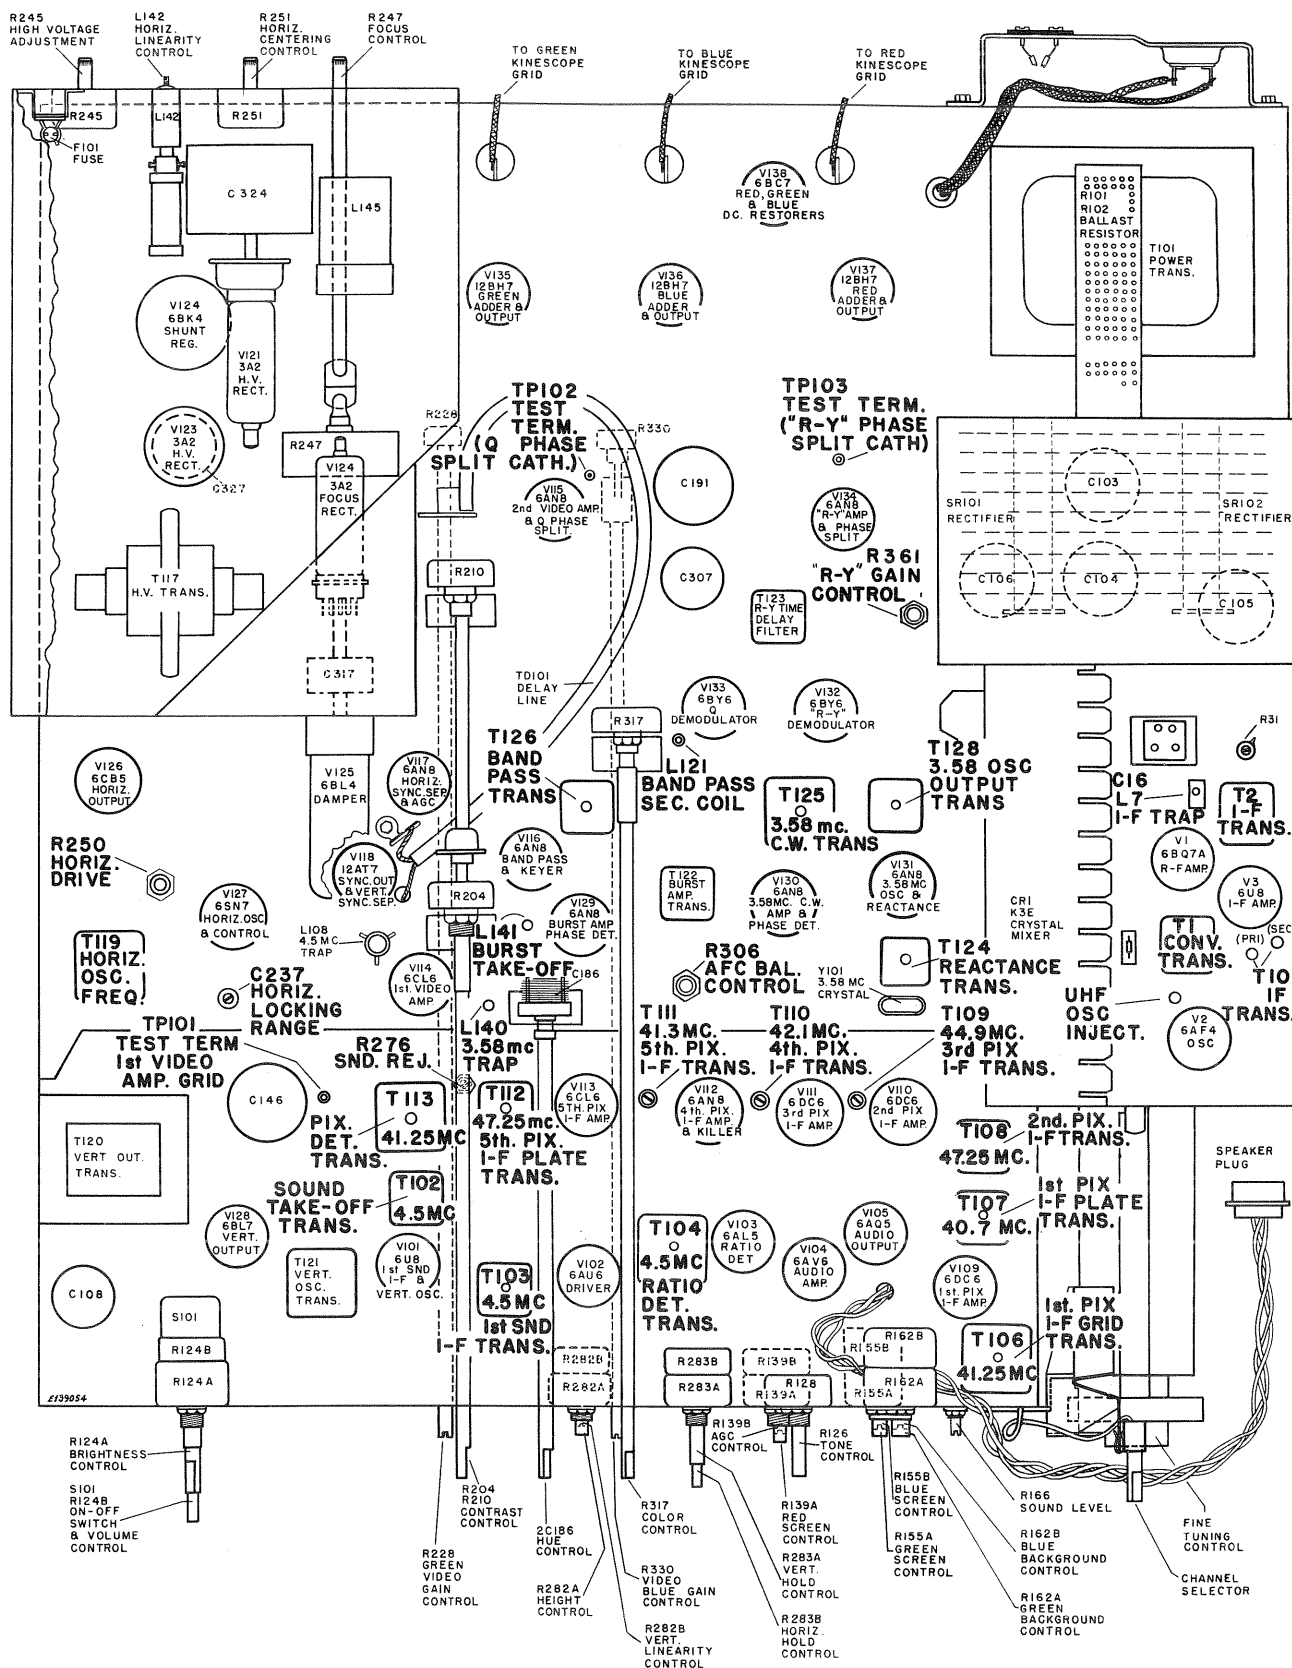 R245
HIGH VOLTAGE
ADJUSTMENT
L142
HORIZ.
LINEARITY
CONTROL
R251
HORIZ.
CENTERING
CONTROL
R247
FOCUS
CONTROL
TO GREEN
KINESCOPE
GRID
TO BLUE
KINESCOPE
GRID
TO RED
KINESCOPE
GRID
R245
L142
R251
F101
FUSE
C324
L145
V138
6BC7
RED, GREEN
& BLUE
DC. RESTORERS
R101
R102
BALLAST
RESISTOR
T101
POWER
TRANS.
V124
6BK4
SHUNT
REG.
V121
3A2
H.V.
RECT.
V135
12BH7
GREEN
ADDER &
OUTPUT
V136
12BH7
BLUE
ADDER
& OUTPUT
V137
12BH7
RED
ADDER &
OUTPUT
V123
3A2
H.V.
RECT.
C327
R247
V124
3A2
FOCUS
RECT.
R228
TP102
TEST
TERM.
(Q PHASE
SPLIT CATH.)
R330
TP103
TEST TERM.
("R-Y" PHASE
SPLIT CATH)
V115
6AN8
2nd VIDEO AMP.
& Q PHASE
SPLIT.
C191
V134
6AN8
"R-Y" AMP
& PHASE
SPLIT
SR101
RECTIFIER
C103
SR102
RECTIFIER
C106
C104
C105
T117
H.V. TRANS.
R210
C307
R361
"R-Y" GAIN
CONTROL
T123
R-Y TIME
DELAY
FILTER
C317
TD101
DELAY
LINE
V133
6BY6
Q
DEMODULATOR
V132
6BY6
"R-Y"
DEMODULATOR
R317
R31
V126
6CB5
HORIZ.
OUTPUT
V125
6BL4
DAMPER
V117
6AN8
HORIZ.
SYNC. SEP.
& AGC
T126
BAND
PASS
TRANS
L121
BAND PASS
SEC. COIL
T125
3.58 mc.
C.W. TRANS
T128
3.58 OSC
OUTPUT
TRANS
C16
L7
I-F TRAP
T2
I-F
TRANS.
R250
HORIZ.
DRIVE
V118
12AT7
SYNC. OUT
& VERT.
SYNC. SEP.
V116
6AN8
BAND PASS
& KEYER
V1
6BQ7A
R-F AMP.
V3
6U8
I-F AMP.
V127
6SN7
HORIZ. OSC
& CONTROL
R204
V129
6AN8
BURST AMP
PHASE DET.
T122
BURST
AMP.
TRANS.
V130
6AN8
3.58MC. C.W.
AMP &
PHASE DET.
V131
6AN8
3.58 MC
OSC &
REACTANCE
CR1
K3E
CRYSTAL
MIXER
T1
CONV.
TRANS.
(SEC
(PRI)
T10
IF
TRANS.
T119
HORIZ.
OSC.
FREQ.
L108
4.5 MC
TRAP
L141
BURST
TAKE-OFF
C186
R306
AFC BAL.
CONTROL
T124
REACTANCE
TRANS.
Y101
3.58 MC
CRYSTAL
C237
HORIZ.
LOCKING
RANGE
V114
6CL6
1st. VIDEO
AMP.
UHF
OSC
INJECT.
V2
6AF4
OSC
TP101
TEST TERM
1st VIDEO
AMP. GRID
R276
SND. REJ.
L140
3.58mc
TRAP
T111
41.3 MC.
5th. PIX.
I-F TRANS.
T110
42.1 MC.
4th. PIX.
I-F TRANS.
T109
44.9MC.
3rd PIX
I-F TRANS.
C146
PIX.
DET.
TRANS.
T113
41.25 MC
T112
47.25 mc.
5th. PIX.
I-F PLATE
TRANS.
V113
6CL6
5TH. PIX
I-F AMP.
V112
6AN8
4th. PIX.
I-F AMP.
& KILLER
V111
6DC6
3rd PIX
I-F AMP.
V110
6DC6
2nd PIX
I-F AMP.
T108
47.25 MC.
2nd. PIX.
I-F TRANS.
T120
VERT OUT.
TRANS.
SOUND
TAKE-OFF
TRANS.
T102
4.5 MC
T107
40.7 MC.
1st PIX
I-F PLATE
TRANS.
SPEAKER
PLUG
V128
6BL7
VERT.
OUTPUT
T121
VERT.
OSC.
TRANS.
V101
6U8
1st SND
I-F &
VERT. OSC.
T103
4.5 MC
1st SND
I-F TRANS.
V102
6AU6
DRIVER
T104
4.5 MC
RATIO
DET.
TRANS.
V103
6AL5
RATIO
DET
V104
6AV6
AUDIO
AMP.
V105
6AQ5
AUDIO
OUTPUT
V109
6DC6
1st. PIX
I-F AMP.
1st. PIX
I-F GRID
TRANS.
T106
41.25 MC
C108
S101
R124B
R124A
R282B
R282A
R283B
R283A
R139B
R139A
R128
R155B
R155A
R162B
R162A
E139054
R124A
BRIGHTNESS
CONTROL
S101
R124B
ON-OFF
SWITCH
& VOLUME
CONTROL
R228
GREEN
VIDEO
GAIN
CONTROL
R204
R210
CONTRAST
CONTROL
2C186
HUE
CONTROL
R282A
HEIGHT
CONTROL
R282B
VERT.
LINEARITY
CONTROL
R330
VIDEO
BLUE GAIN
CONTROL
R317
COLOR
CONTROL
R139B
AGC
CONTROL
R126
TONE
CONTROL
R139A
RED
SCREEN
CONTROL
R283A
VERT.
HOLD
CONTROL
R283B
HORIZ.
HOLD
CONTROL
R155B
BLUE
SCREEN
CONTROL
R155A
GREEN
SCREEN
CONTROL
R166
SOUND LEVEL
R162B
BLUE
BACKGROUND
CONTROL
R162A
GREEN
BACKGROUND
CONTROL
FINE
TUNING
CONTROL
CHANNEL
SELECTOR